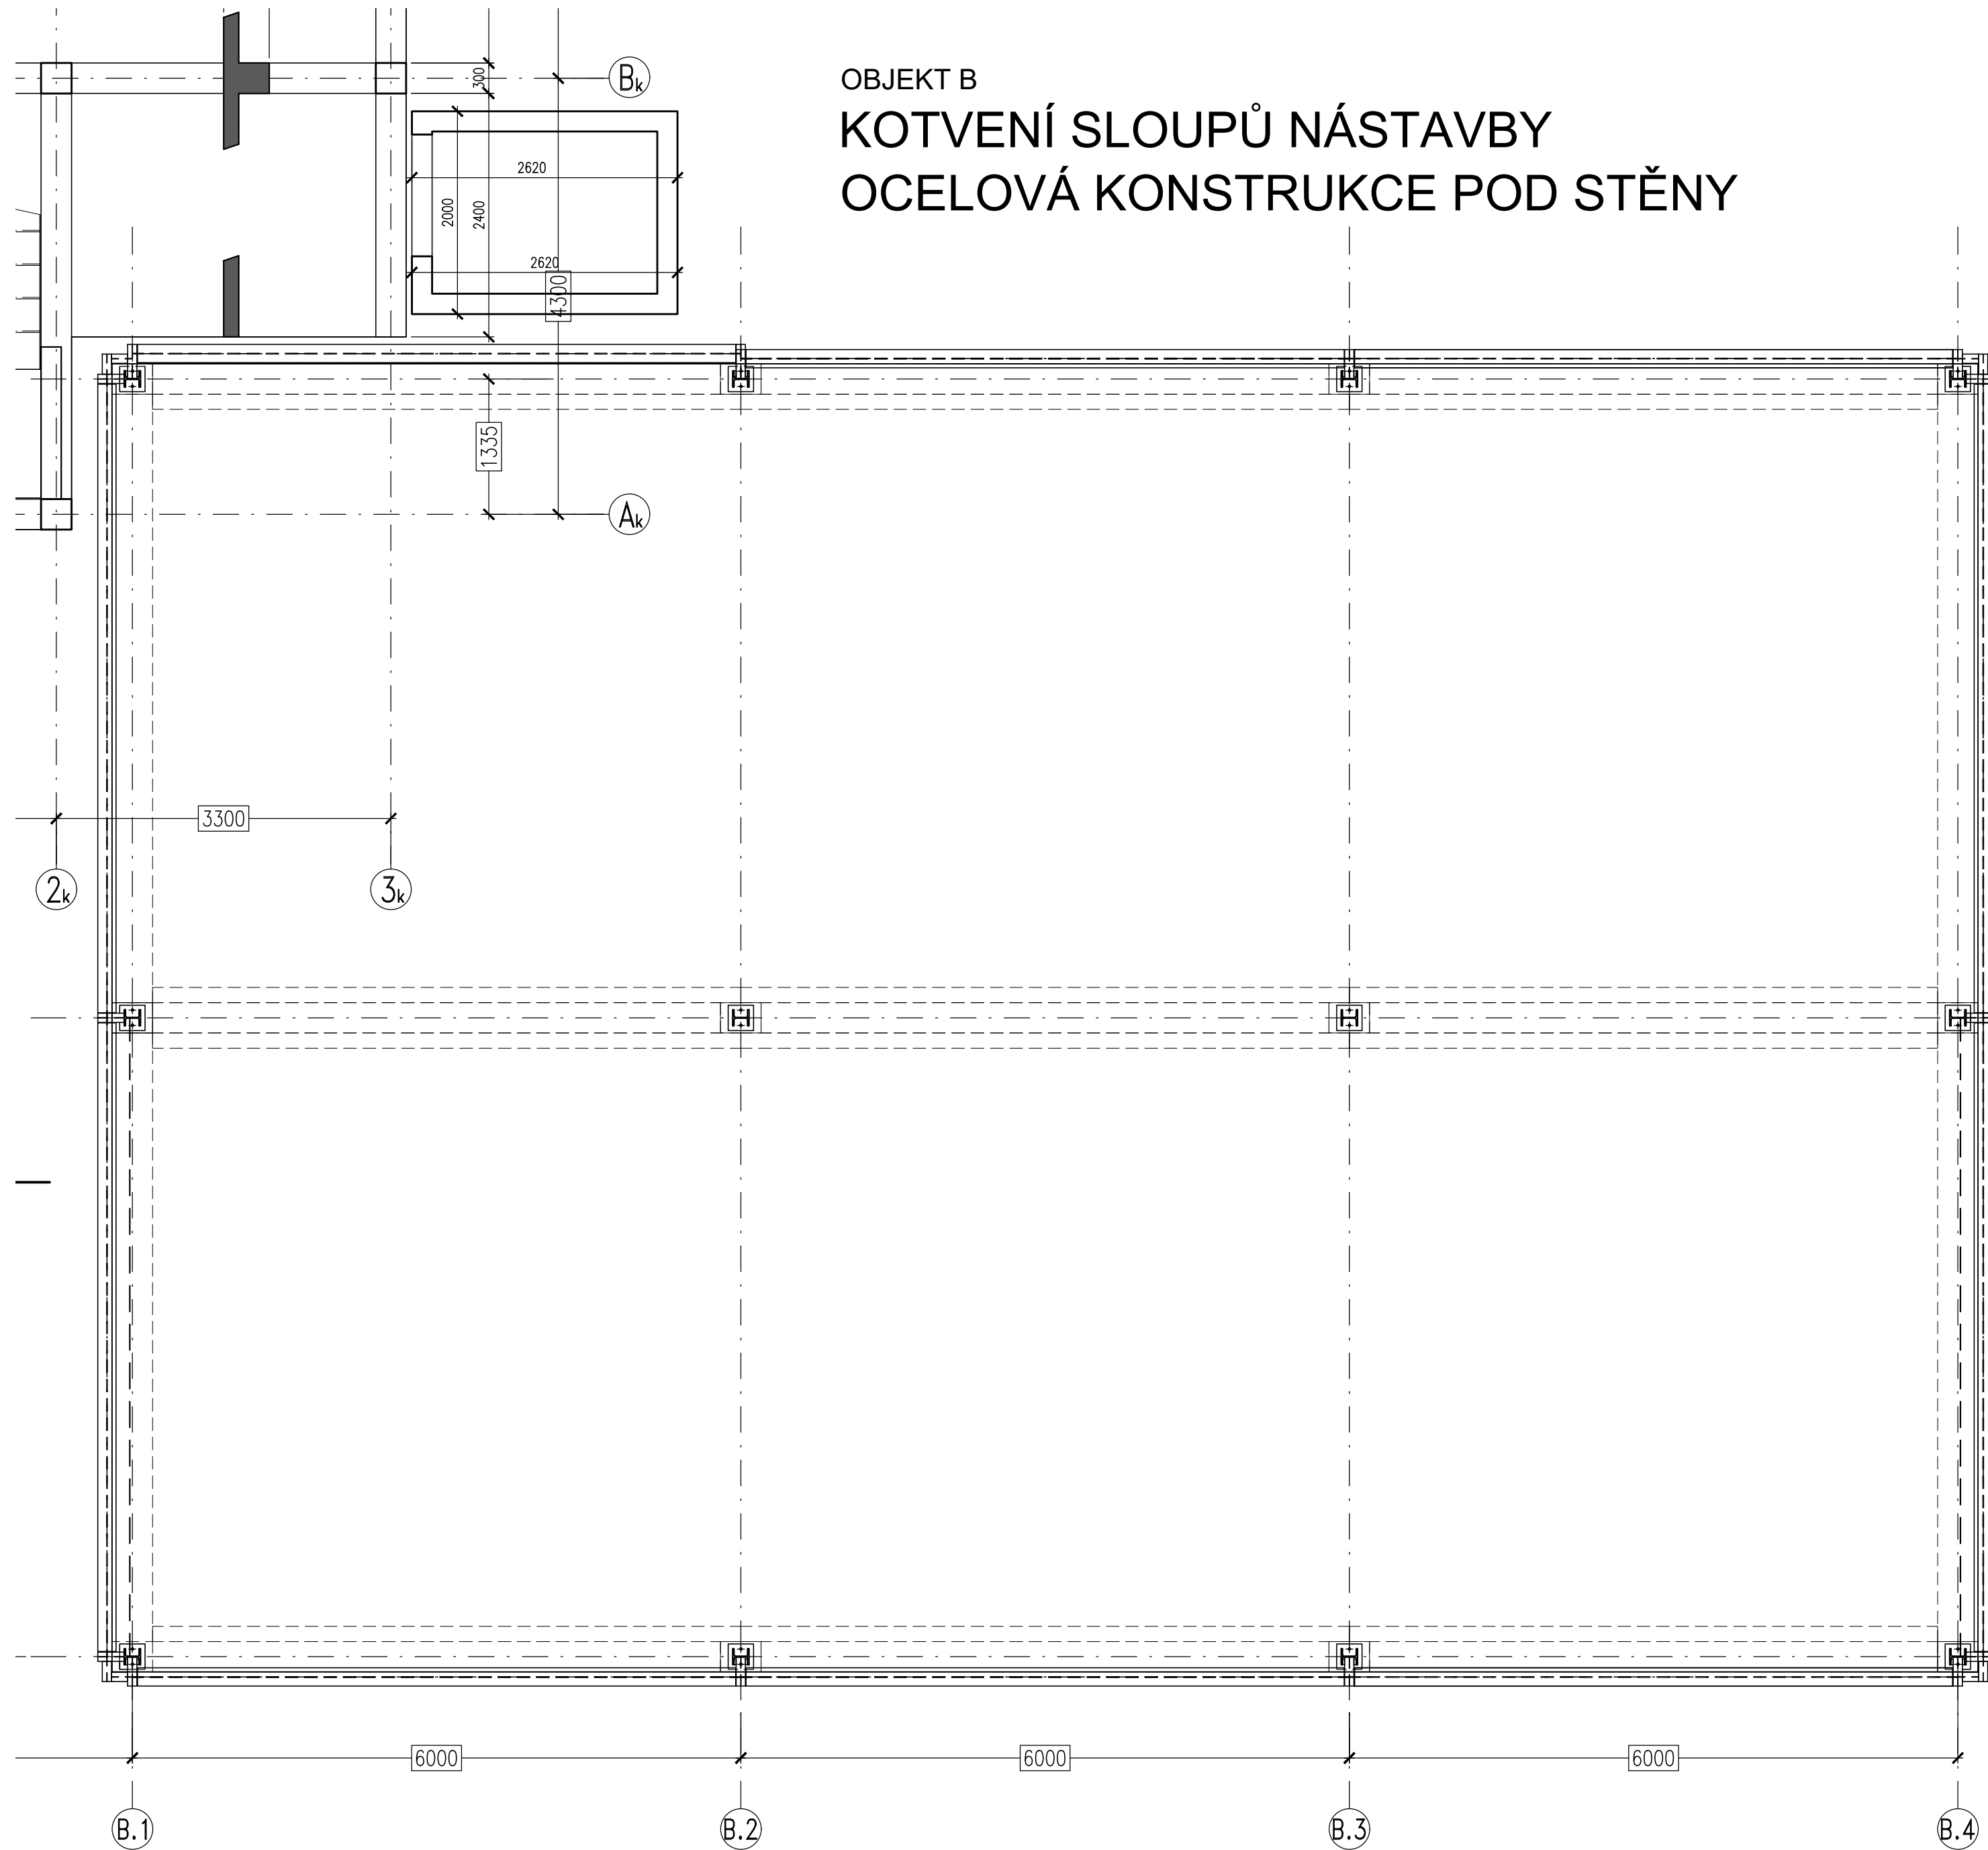 OBJEKT B
KOTVENÍ SLOUPŮ NÁSTAVBY
OCELOVÁ KONSTRUKCE POD STĚNY
Bk
300
2620
2000
2400
2620
4300
1335
Ak
3300
2k
3k
6000
6000
6000
B.1
B.2
B.3
B.4